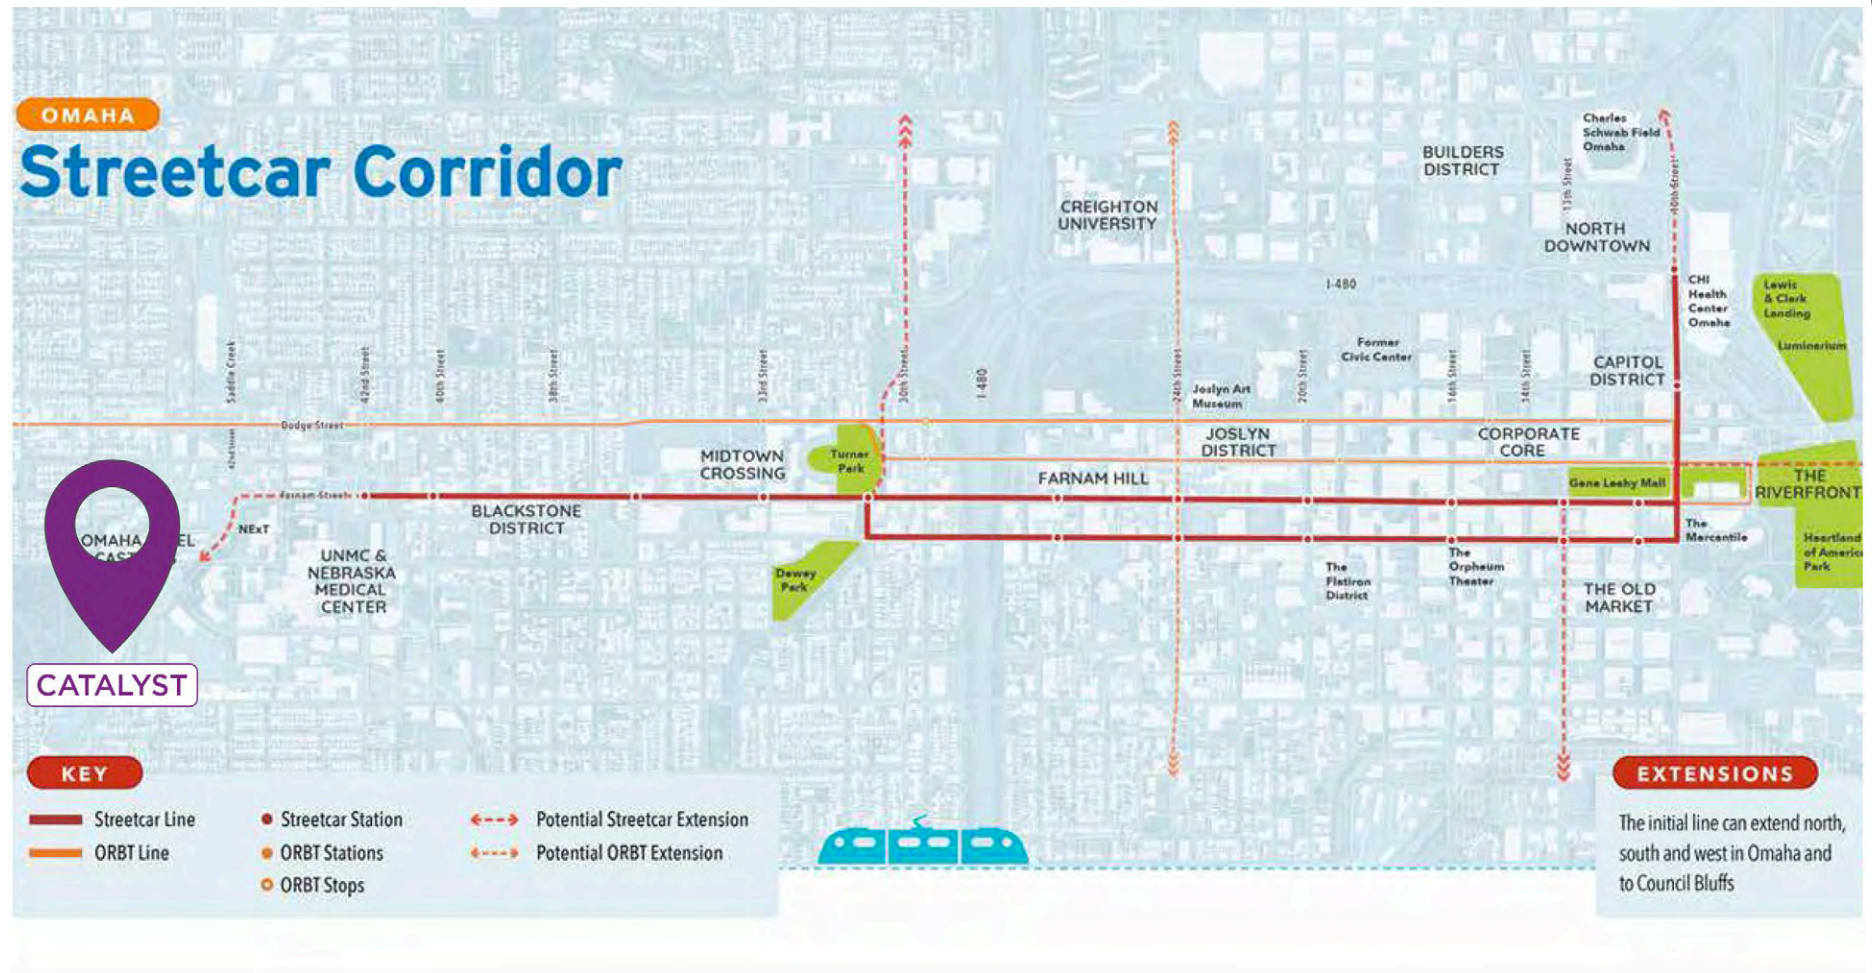 OMAHA
Streetcar Corridor
Charles
Schwab Field
Omaha
BUILDERS
DISTRICT
13th Street
10th Street
CREIGHTON
UNIVERSITY
NORTH
DOWNTOWN
I-480
CHI
Health
Center
Omaha
Lewis
& Clark
Landing
Luminarium
Former
Civic Center
CAPITOL
DISTRICT
Saddle Creek
42nd Street
40th Street
38th Street
33rd Street
30th Street
I-480
24th Street
Joslyn Art
Museum
20th Street
16th Street
14th Street
Dodge Street
42nd Street
MIDTOWN
CROSSING
Turner
Park
JOSLYN
DISTRICT
CORPORATE
CORE
FARNAM HILL
Gene Leahy Mall
THE
RIVERFRONT
Farnam Street
BLACKSTONE
DISTRICT
NExT
OMAHA EL
CAST S
UNMC &
NEBRASKA
MEDICAL
CENTER
Dewey
Park
The
Flatiron
District
The
Orpheum
Theater
The
Mercantile
Heartland
of America
Park
THE OLD
MARKET
CATALYST
KEY
Streetcar Line
ORBT Line
Streetcar Station
ORBT Stations
ORBT Stops
Potential Streetcar Extension
Potential ORBT Extension
EXTENSIONS
The initial line can extend north,
south and west in Omaha and
to Council Bluffs